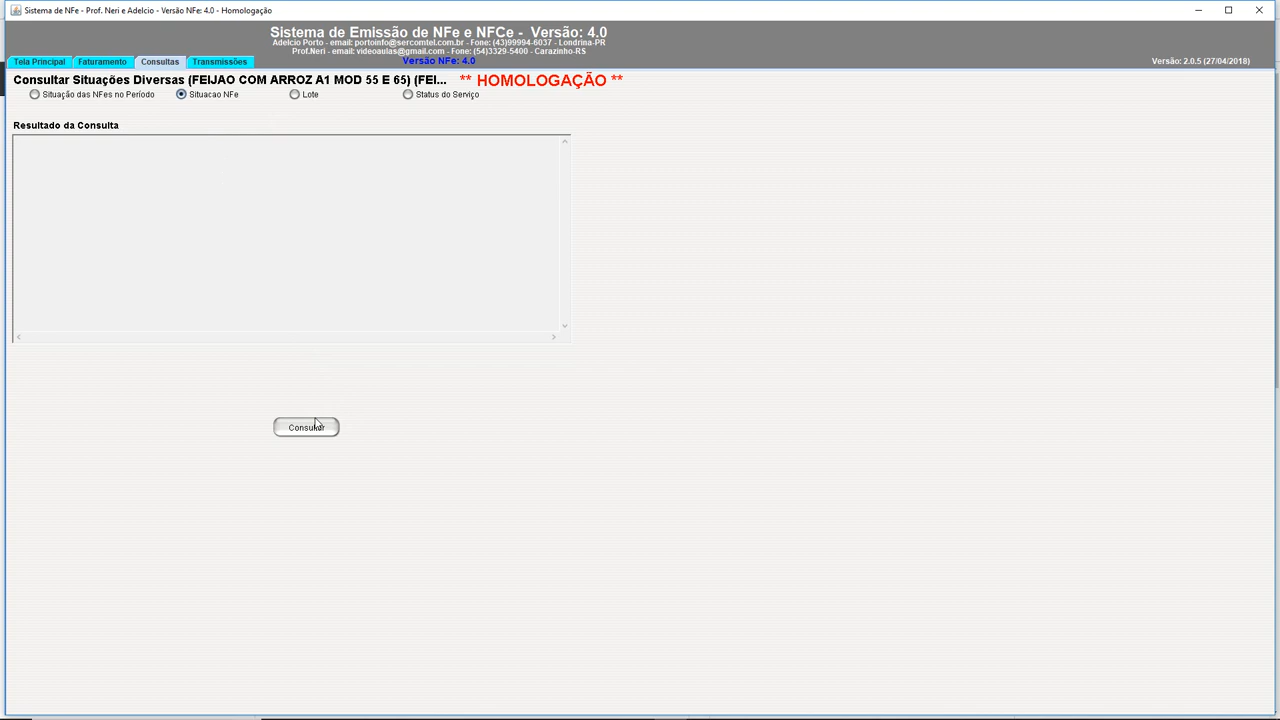 Sistema de NFe - Prof. Neri e Adelcio - Versão NFe: 4.0 - Homologação
Sistema de Emissão de NFe e NFCe - Versão: 4.0
Adelcio Porto - email: portoinfo@sercomtel.com.br - Fone: (43)99994-6037 - Londrina-PR
Prof.Neri - email: videoaulas@gmail.com - Fone: (54)3329-5400 - Carazinho-RS
Versão NFe: 4.0
Tela Principal Faturamento Consultas Transmissões
Versão: 2.0.5 (27/04/2018)
Consultar Situações Diversas (FEIJAO COM ARROZ A1 MOD 55 E 65) (FEI... ** HOMOLOGAÇÃO **
Situação das NFes no Período Situacao NFe Lote Status do Serviço
Resultado da Consulta
Consultar